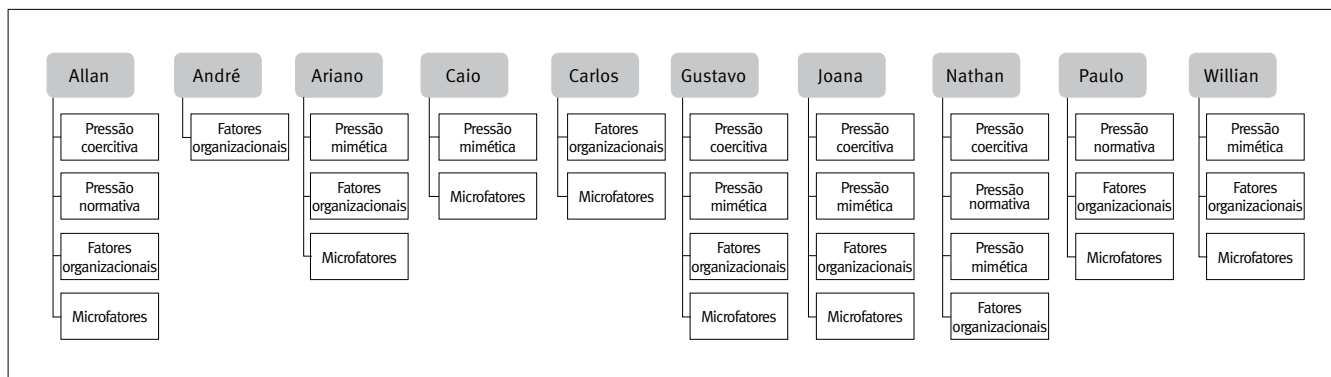 Allan
Pressão
coercitiva
Pressão
normativa
Fatores
organizacionais
Microfatores
André
Fatores
organizacionais
Ariano
Pressão
mimética
Fatores
organizacionais
Microfatores
Caio
Pressão
mimética
Microfatores
Carlos
Fatores
organizacionais
Microfatores
Gustavo
Pressão
coercitiva
Pressão
mimética
Fatores
organizacionais
Microfatores
Joana
Pressão
coercitiva
Pressão
mimética
Fatores
organizacionais
Microfatores
Nathan
Pressão
coercitiva
Pressão
normativa
Pressão
mimética
Fatores
organizacionais
Paulo
Pressão
normativa
Fatores
organizacionais
Microfatores
Willian
Pressão
mimética
Fatores
organizacionais
Microfatores